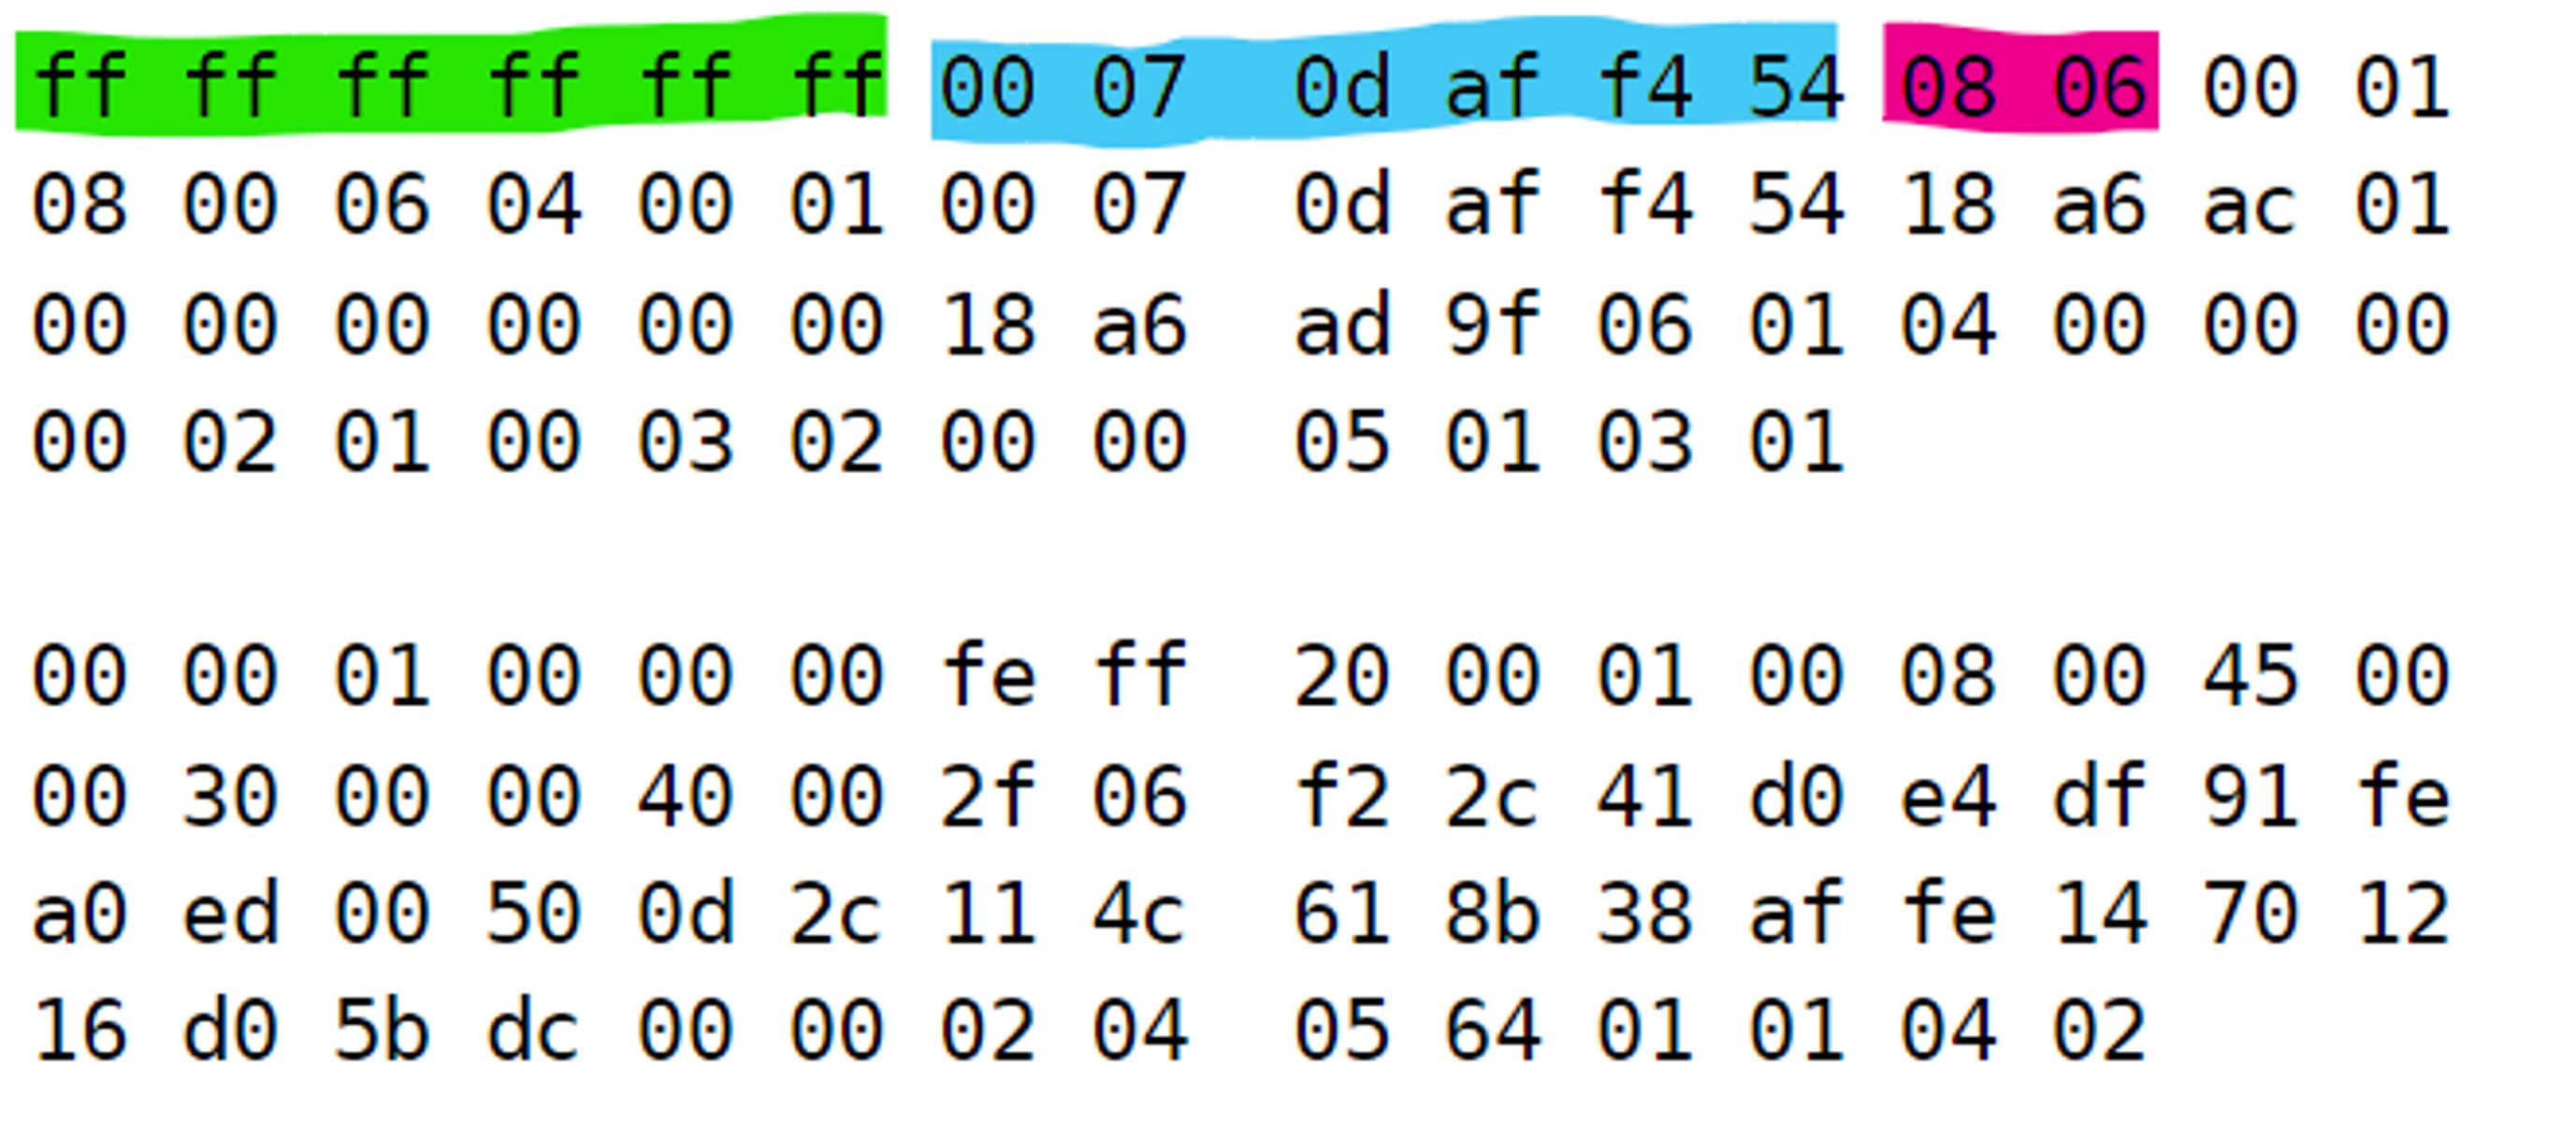 ff ff ff ff ff ff 00 07 0d af f4 54 08 06 00 01
08 00 06 04 00 01 00 07 0d af f4 54 18 a6 ac 01
00 00 00 00 00 00 18 a6 ad 9f 06 01 04 00 00 00
00 02 01 00 03 02 00 00 05 01 03 01
00 00 01 00 00 00 fe ff 20 00 01 00 08 00 45 00
00 30 00 00 40 00 2f 06 f2 2c 41 d0 e4 df 91 fe
a0 ed 00 50 0d 2c 11 4c 61 8b 38 af fe 14 70 12
16 d0 5b dc 00 00 02 04 05 64 01 01 04 02